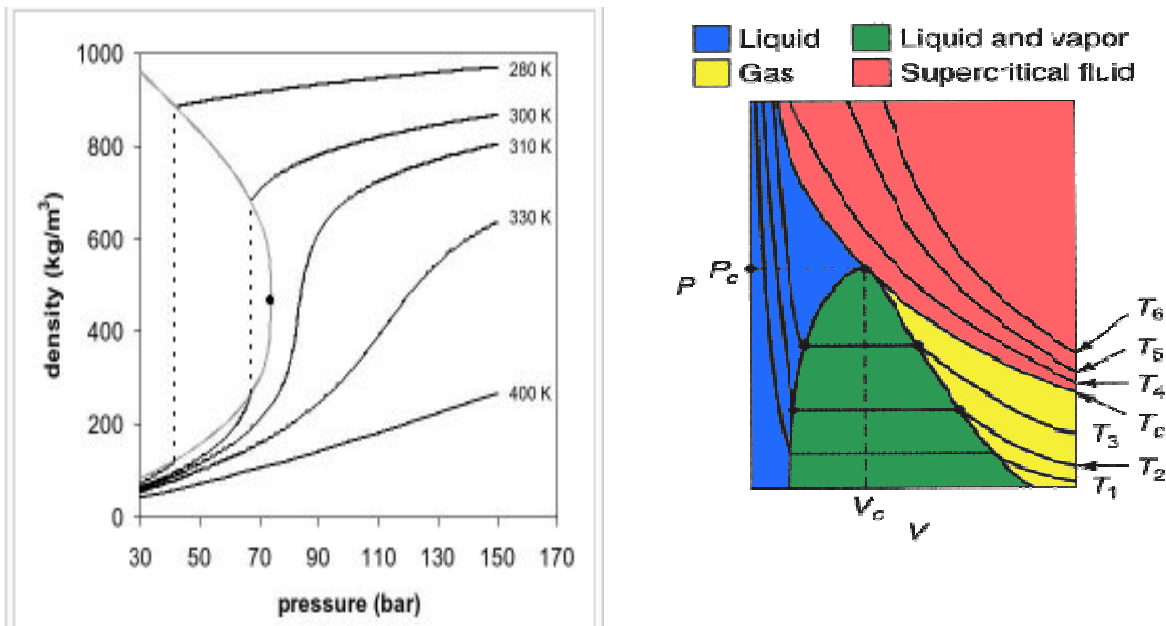 1000
800
600
400
200
0
density (kg/m³)
280 K
300 K
310 K
330 K
400 K
30 50 70 90 110 130 150 170
pressure (bar)
Liquid
Liquid and vapor
Gas
Supercritical fluid
P
Pc
T6
T5
T4
Tc
T3
T2
T1
Vc
V